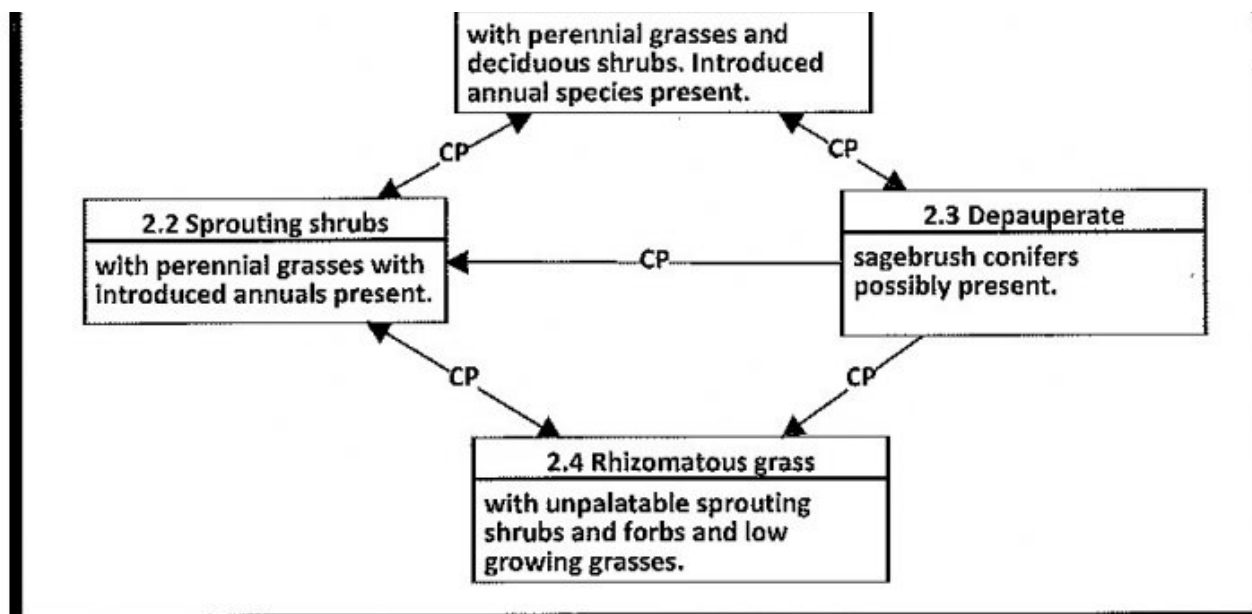 with perennial grasses and
deciduous shrubs. Introduced
annual species present.
CP
CP
2.2 Sprouting shrubs
with perennial grasses with
introduced annuals present.
CP
2.3 Depauperate
sagebrush conifers
possibly present.
CP
CP
2.4 Rhizomatous grass
with unpalatable sprouting
shrubs and forbs and low
growing grasses.